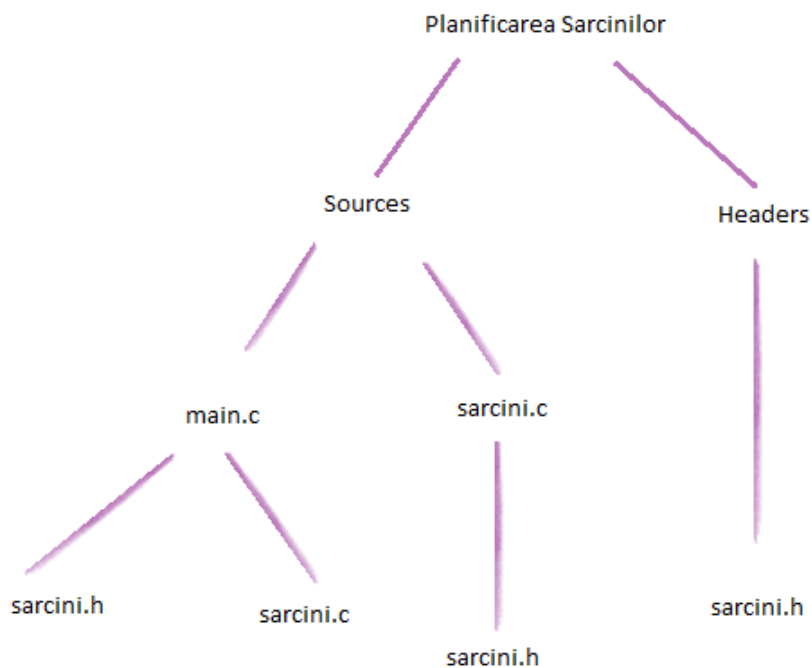 Planificarea Sarcinilor
Sources
Headers
main.c
sarcini.c
sarcini.h
sarcini.c
sarcini.h
sarcini.h